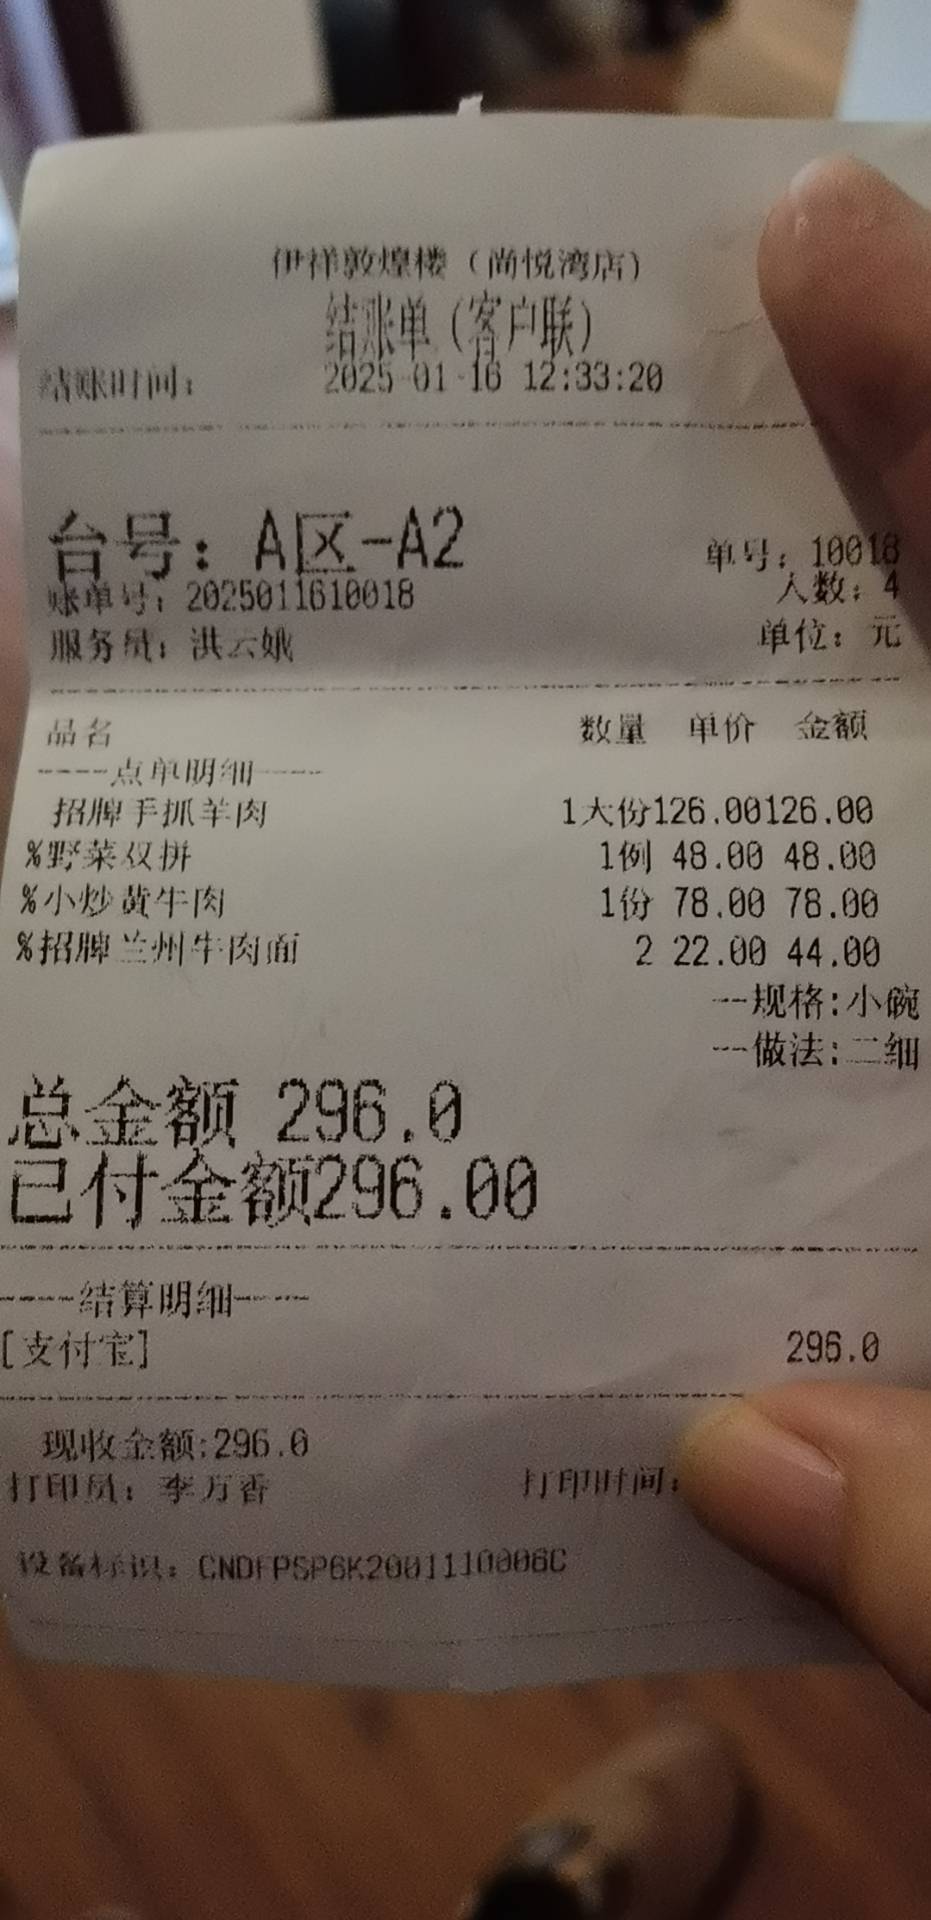 伊祥敦煌楼（尚悦湾店）
结账单（客户联）
结账时间： 2025-01-16 12:33:20
台号：A区-A2 单号：10018
人数：4
账单号：2025011610018
服务员：洪云娥 单位：元
品名 数量 单价 金额
----点单明细----
招牌手抓羊肉 1大份126.00126.00
%野菜双拼 1例 48.00 48.00
%小炒黄牛肉 1份 78.00 78.00
%招牌兰州牛肉面 2 22.00 44.00
--规格:小碗
--做法:二细
总金额 296.0
已付金额296.00
----结算明细----
[支付宝] 296.0
现收金额:296.0
打印员：李万香 打印时间：
设备标识：CNDFPSP6K2001110006C